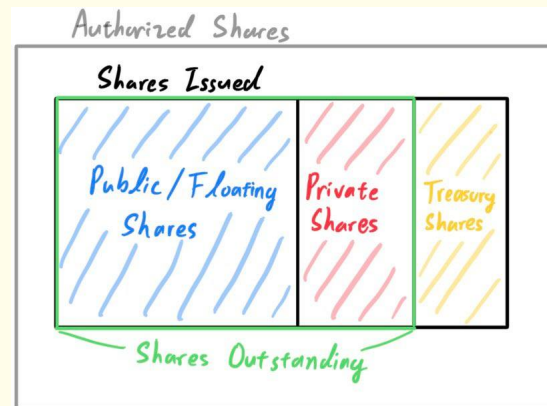 Authorized Shares
Shares Issued
Public/Floating
Shares
Private
Shares
Treasury
Shares
Shares Outstanding